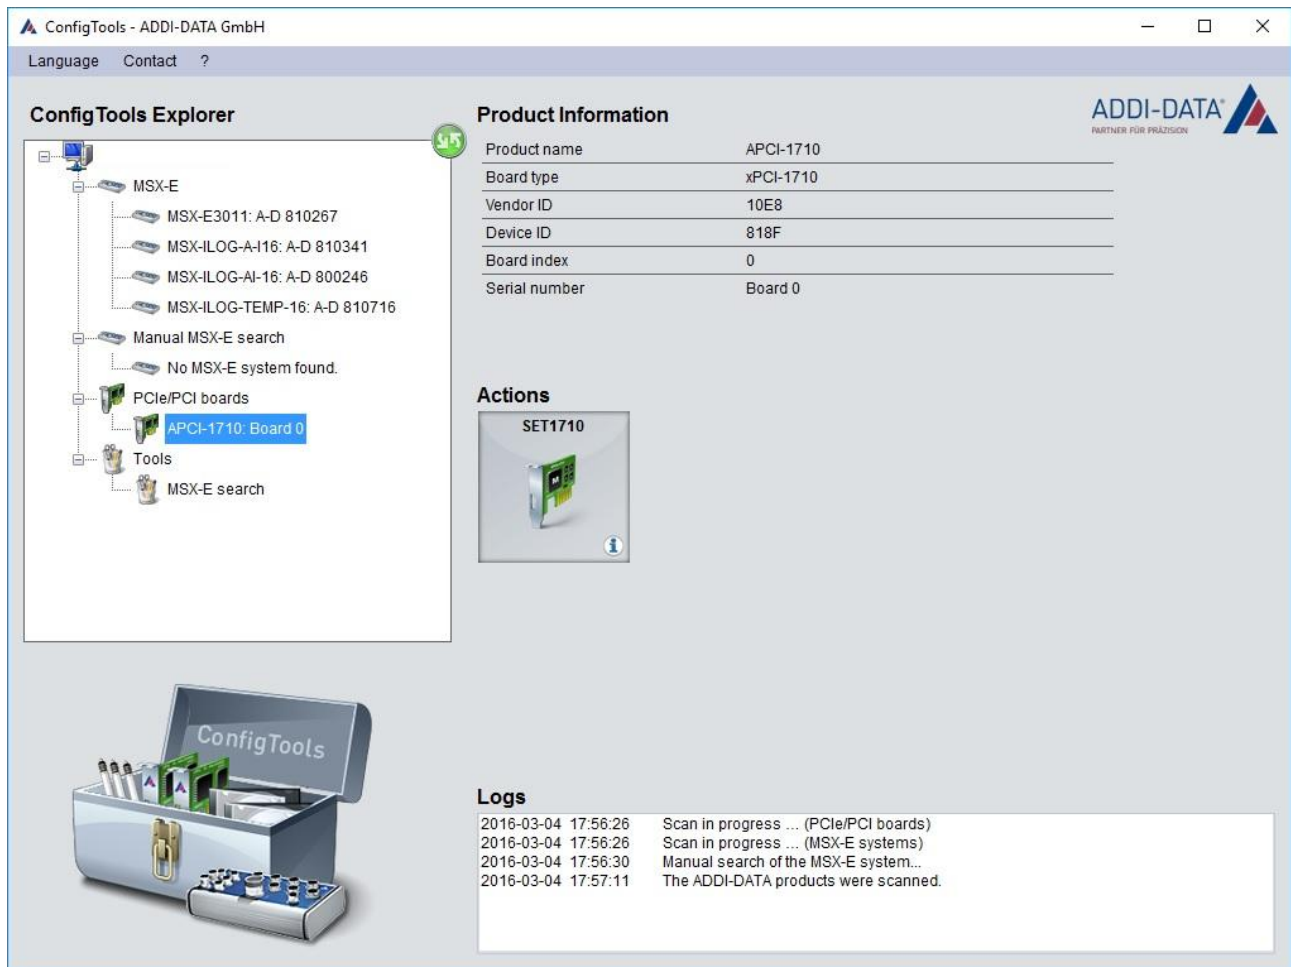 ConfigTools - ADDI-DATA GmbH
Language Contact ?
ConfigTools Explorer
MSX-E
MSX-E3011: A-D 810267
MSX-ILOG-A-I16: A-D 810341
MSX-ILOG-AI-16: A-D 800246
MSX-ILOG-TEMP-16: A-D 810716
Manual MSX-E search
No MSX-E system found.
PCIe/PCI boards
APCI-1710: Board 0
Tools
MSX-E search
ConfigTools
Product Information
ADDI-DATA®
PARTNER FÜR PRÄZISION
Product name APCI-1710
Board type xPCI-1710
Vendor ID 10E8
Device ID 818F
Board index 0
Serial number Board 0
Actions
SET1710
M
i
Logs
2016-03-04 17:56:26 Scan in progress ... (PCIe/PCI boards)
2016-03-04 17:56:26 Scan in progress ... (MSX-E systems)
2016-03-04 17:56:30 Manual search of the MSX-E system...
2016-03-04 17:57:11 The ADDI-DATA products were scanned.